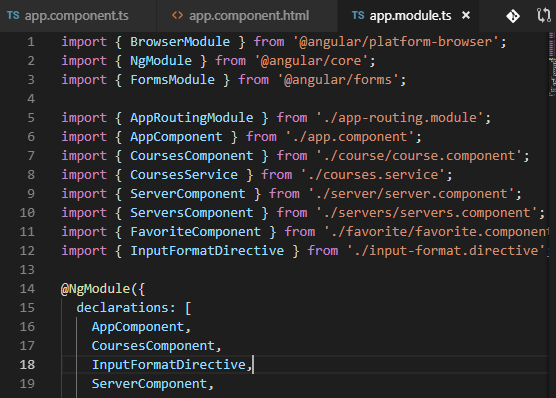 TS app.component.ts <> app.component.html TS app.module.ts ×
1 import { BrowserModule } from '@angular/platform-browser';
2 import { NgModule } from '@angular/core';
3 import { FormsModule } from '@angular/forms';
4
5 import { AppRoutingModule } from './app-routing.module';
6 import { AppComponent } from './app.component';
7 import { CoursesComponent } from './course/course.component';
8 import { CoursesService } from './courses.service';
9 import { ServerComponent } from './server/server.component';
10 import { ServersComponent } from './servers/servers.component';
11 import { FavoriteComponent } from './favorite/favorite.component
12 import { InputFormatDirective } from './input-format.directive'
13
14 @NgModule({
15 declarations: [
16 AppComponent,
17 CoursesComponent,
18 InputFormatDirective,
19 ServerComponent,